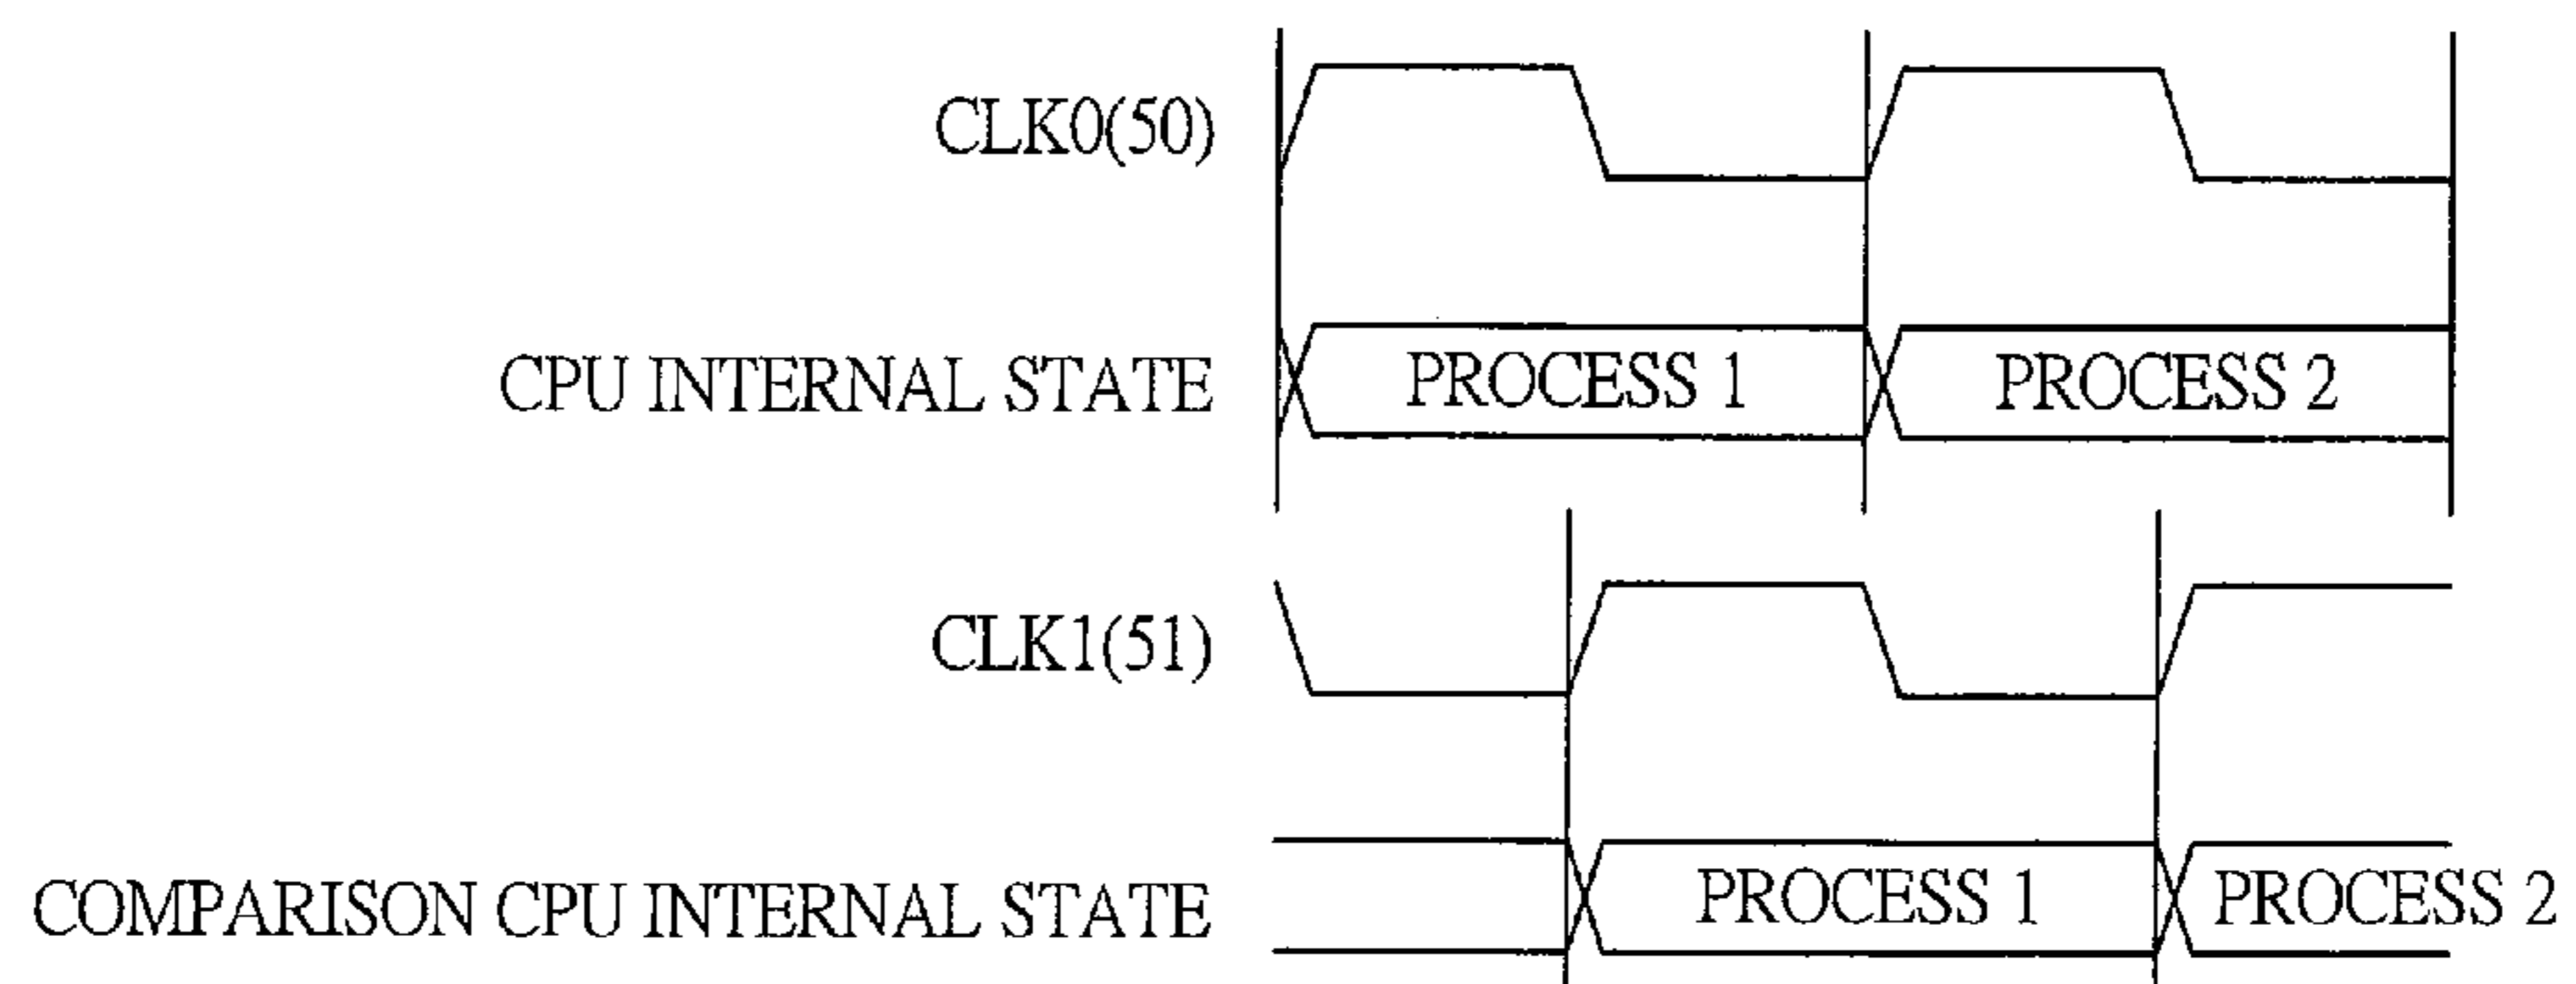 CLK0(50)
CPU INTERNAL STATE
PROCESS 1
PROCESS 2
CLK1(51)
COMPARISON CPU INTERNAL STATE
PROCESS 1
PROCESS 2